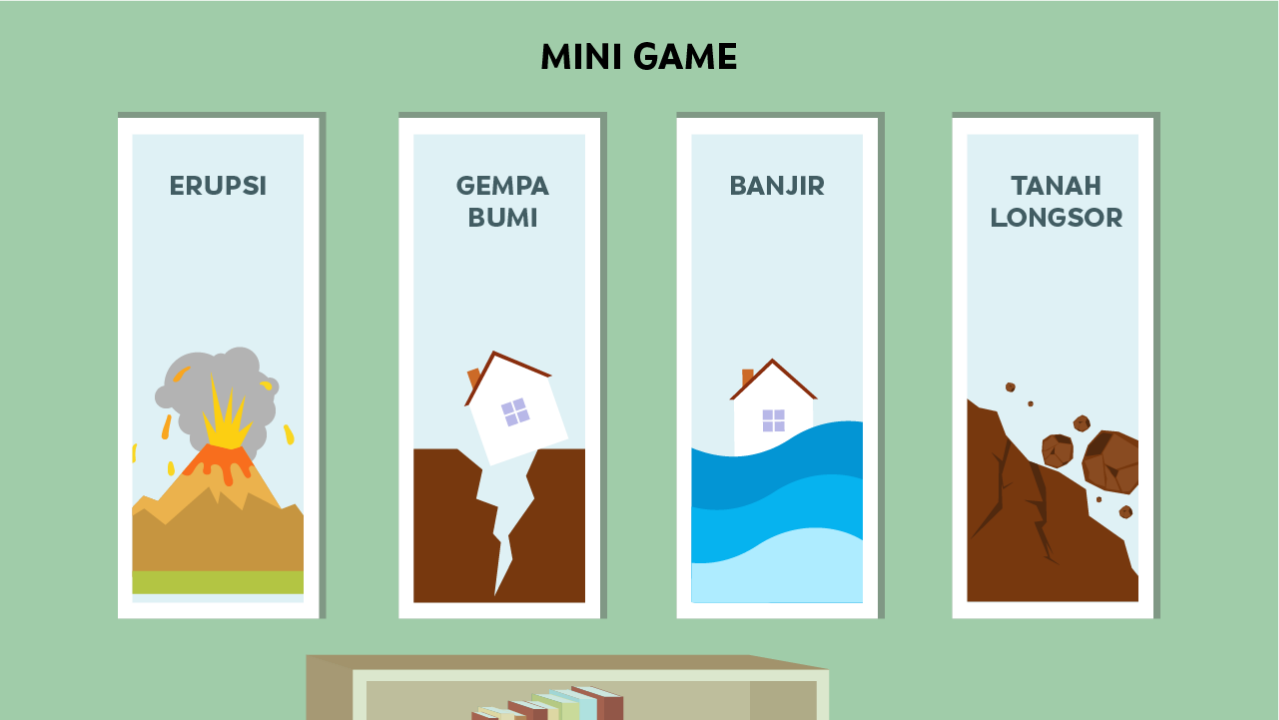 MINI GAME
ERUPSI
GEMPA
BUMI
BANJIR
TANAH
LONGSOR